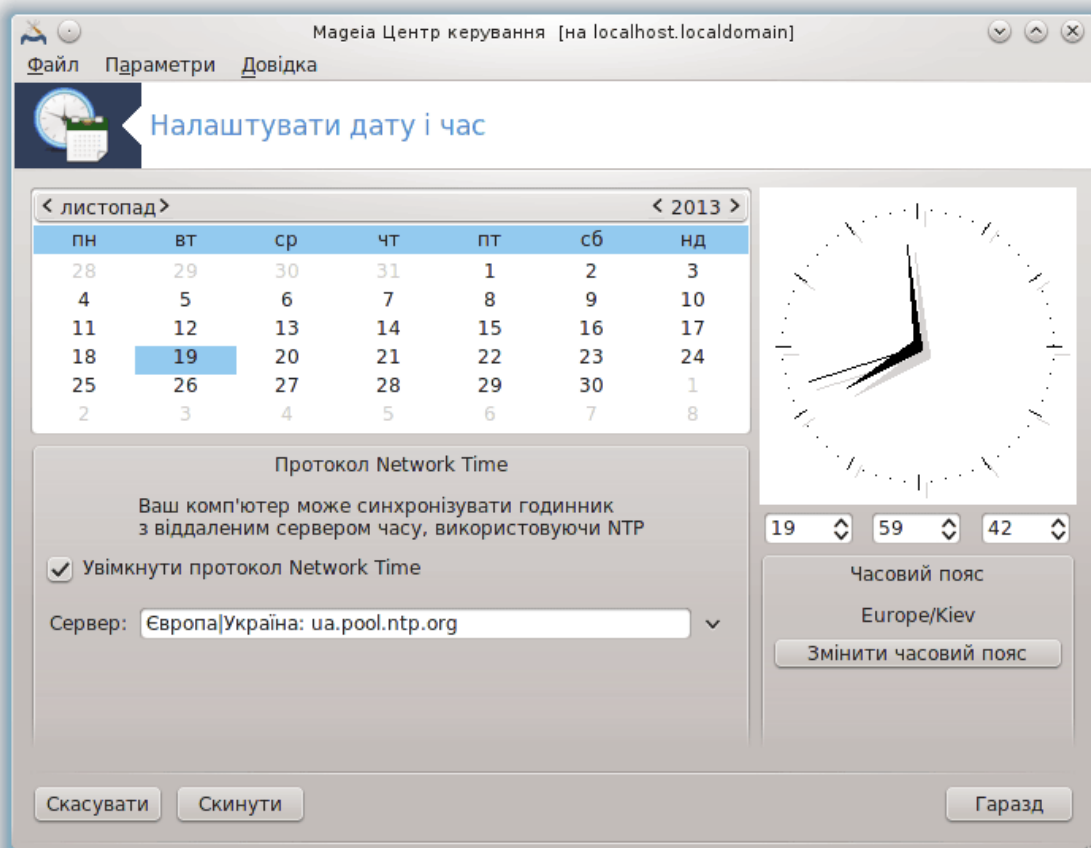 Mageia Центр керування [на localhost.localdomain]
Файл Параметри Довідка
Налаштувати дату і час
< листопад > < 2013 >
пн вт ср чт пт сб нд
28 29 30 31 1 2 3
4 5 6 7 8 9 10
11 12 13 14 15 16 17
18 19 20 21 22 23 24
25 26 27 28 29 30 1
2 3 4 5 6 7 8
19 59 42
Протокол Network Time
Ваш комп'ютер може синхронізувати годинник
з віддаленим сервером часу, використовуючи NTP
Увімкнути протокол Network Time
Сервер: Європа|Україна: ua.pool.ntp.org
Часовий пояс
Europe/Kiev
Змінити часовий пояс
Скасувати Скинути Гаразд